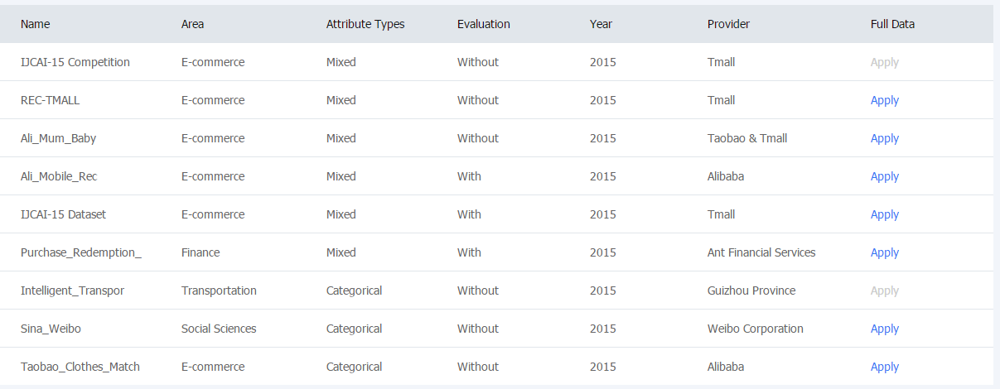 Name Area Attribute Types Evaluation Year Provider Full Data
IJCAI-15 Competition E-commerce Mixed Without 2015 Tmall Apply
REC-TMALL E-commerce Mixed Without 2015 Tmall Apply
Ali_Mum_Baby E-commerce Mixed Without 2015 Taobao & Tmall Apply
Ali_Mobile_Rec E-commerce Mixed With 2015 Alibaba Apply
IJCAI-15 Dataset E-commerce Mixed With 2015 Tmall Apply
Purchase_Redemption_ Finance Mixed With 2015 Ant Financial Services Apply
Intelligent_Transpor Transportation Categorical Without 2015 Guizhou Province Apply
Sina_Weibo Social Sciences Categorical Without 2015 Weibo Corporation Apply
Taobao_Clothes_Match E-commerce Categorical Without 2015 Alibaba Apply